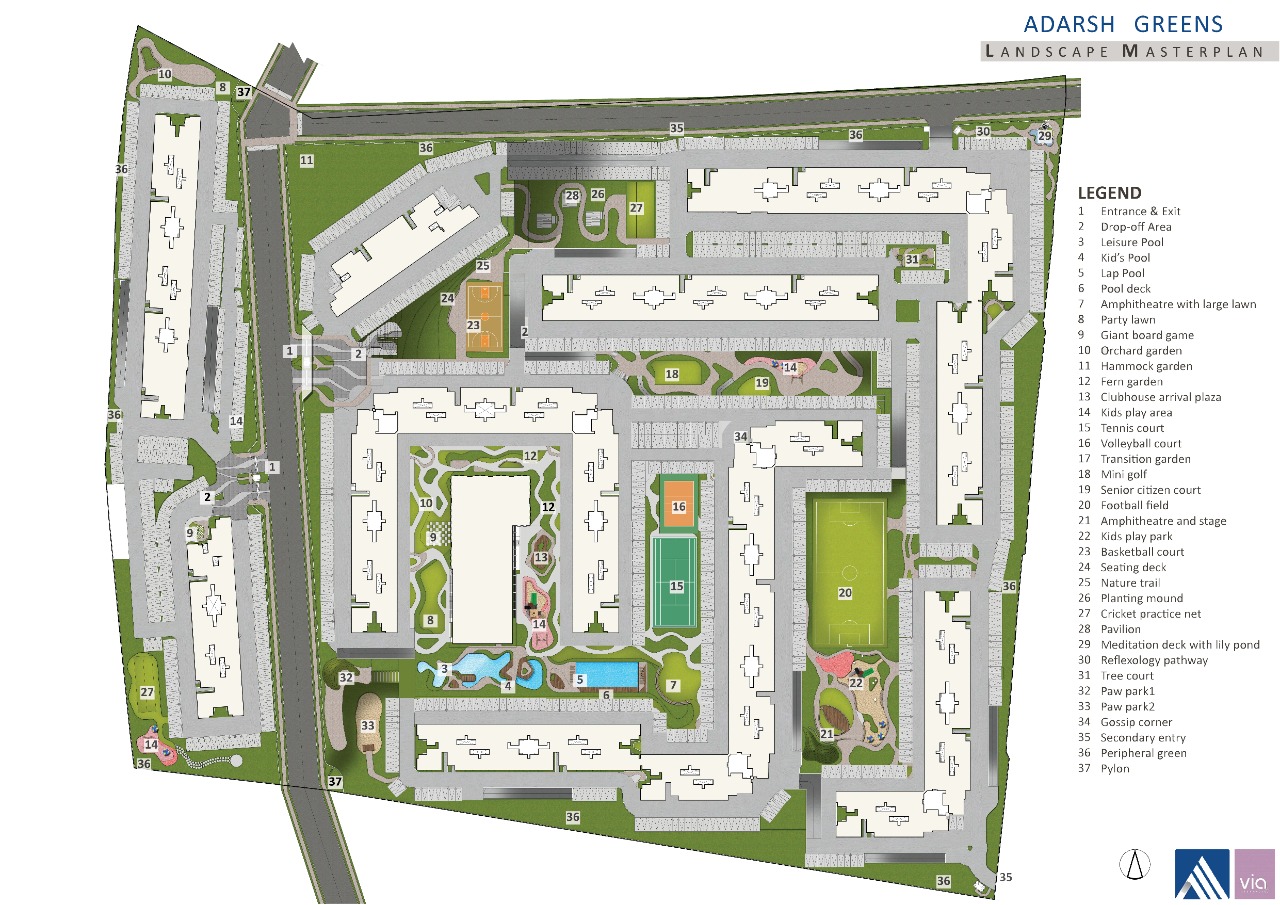 ADARSH GREENS
LANDSCAPE MASTERPLAN
LEGEND
1 Entrance & Exit
2 Drop-off Area
3 Leisure Pool
4 Kid's Pool
5 Lap Pool
6 Pool deck
7 Amphitheatre with large lawn
8 Party lawn
9 Giant board game
10 Orchard garden
11 Hammock garden
12 Fern garden
13 Clubhouse arrival plaza
14 Kids play area
15 Tennis court
16 Volleyball court
17 Transition garden
18 Mini golf
19 Senior citizen court
20 Football field
21 Amphitheatre and stage
22 Kids play park
23 Basketball court
24 Seating deck
25 Nature trail
26 Planting mound
27 Cricket practice net
28 Pavilion
29 Meditation deck with lily pond
30 Reflexology pathway
31 Tree court
32 Paw park1
33 Paw park2
34 Gossip corner
35 Secondary entry
36 Peripheral green
37 Pylon
10
8
37
36
11
36
35
36
30
29
28
26
27
31
25
24
23
2
1
2
18
19
14
36
14
34
1
2
12
10
12
9
16
9
13
15
20
36
8
14
3
4
5
6
7
22
21
32
33
27
14
36
37
36
36
35
via